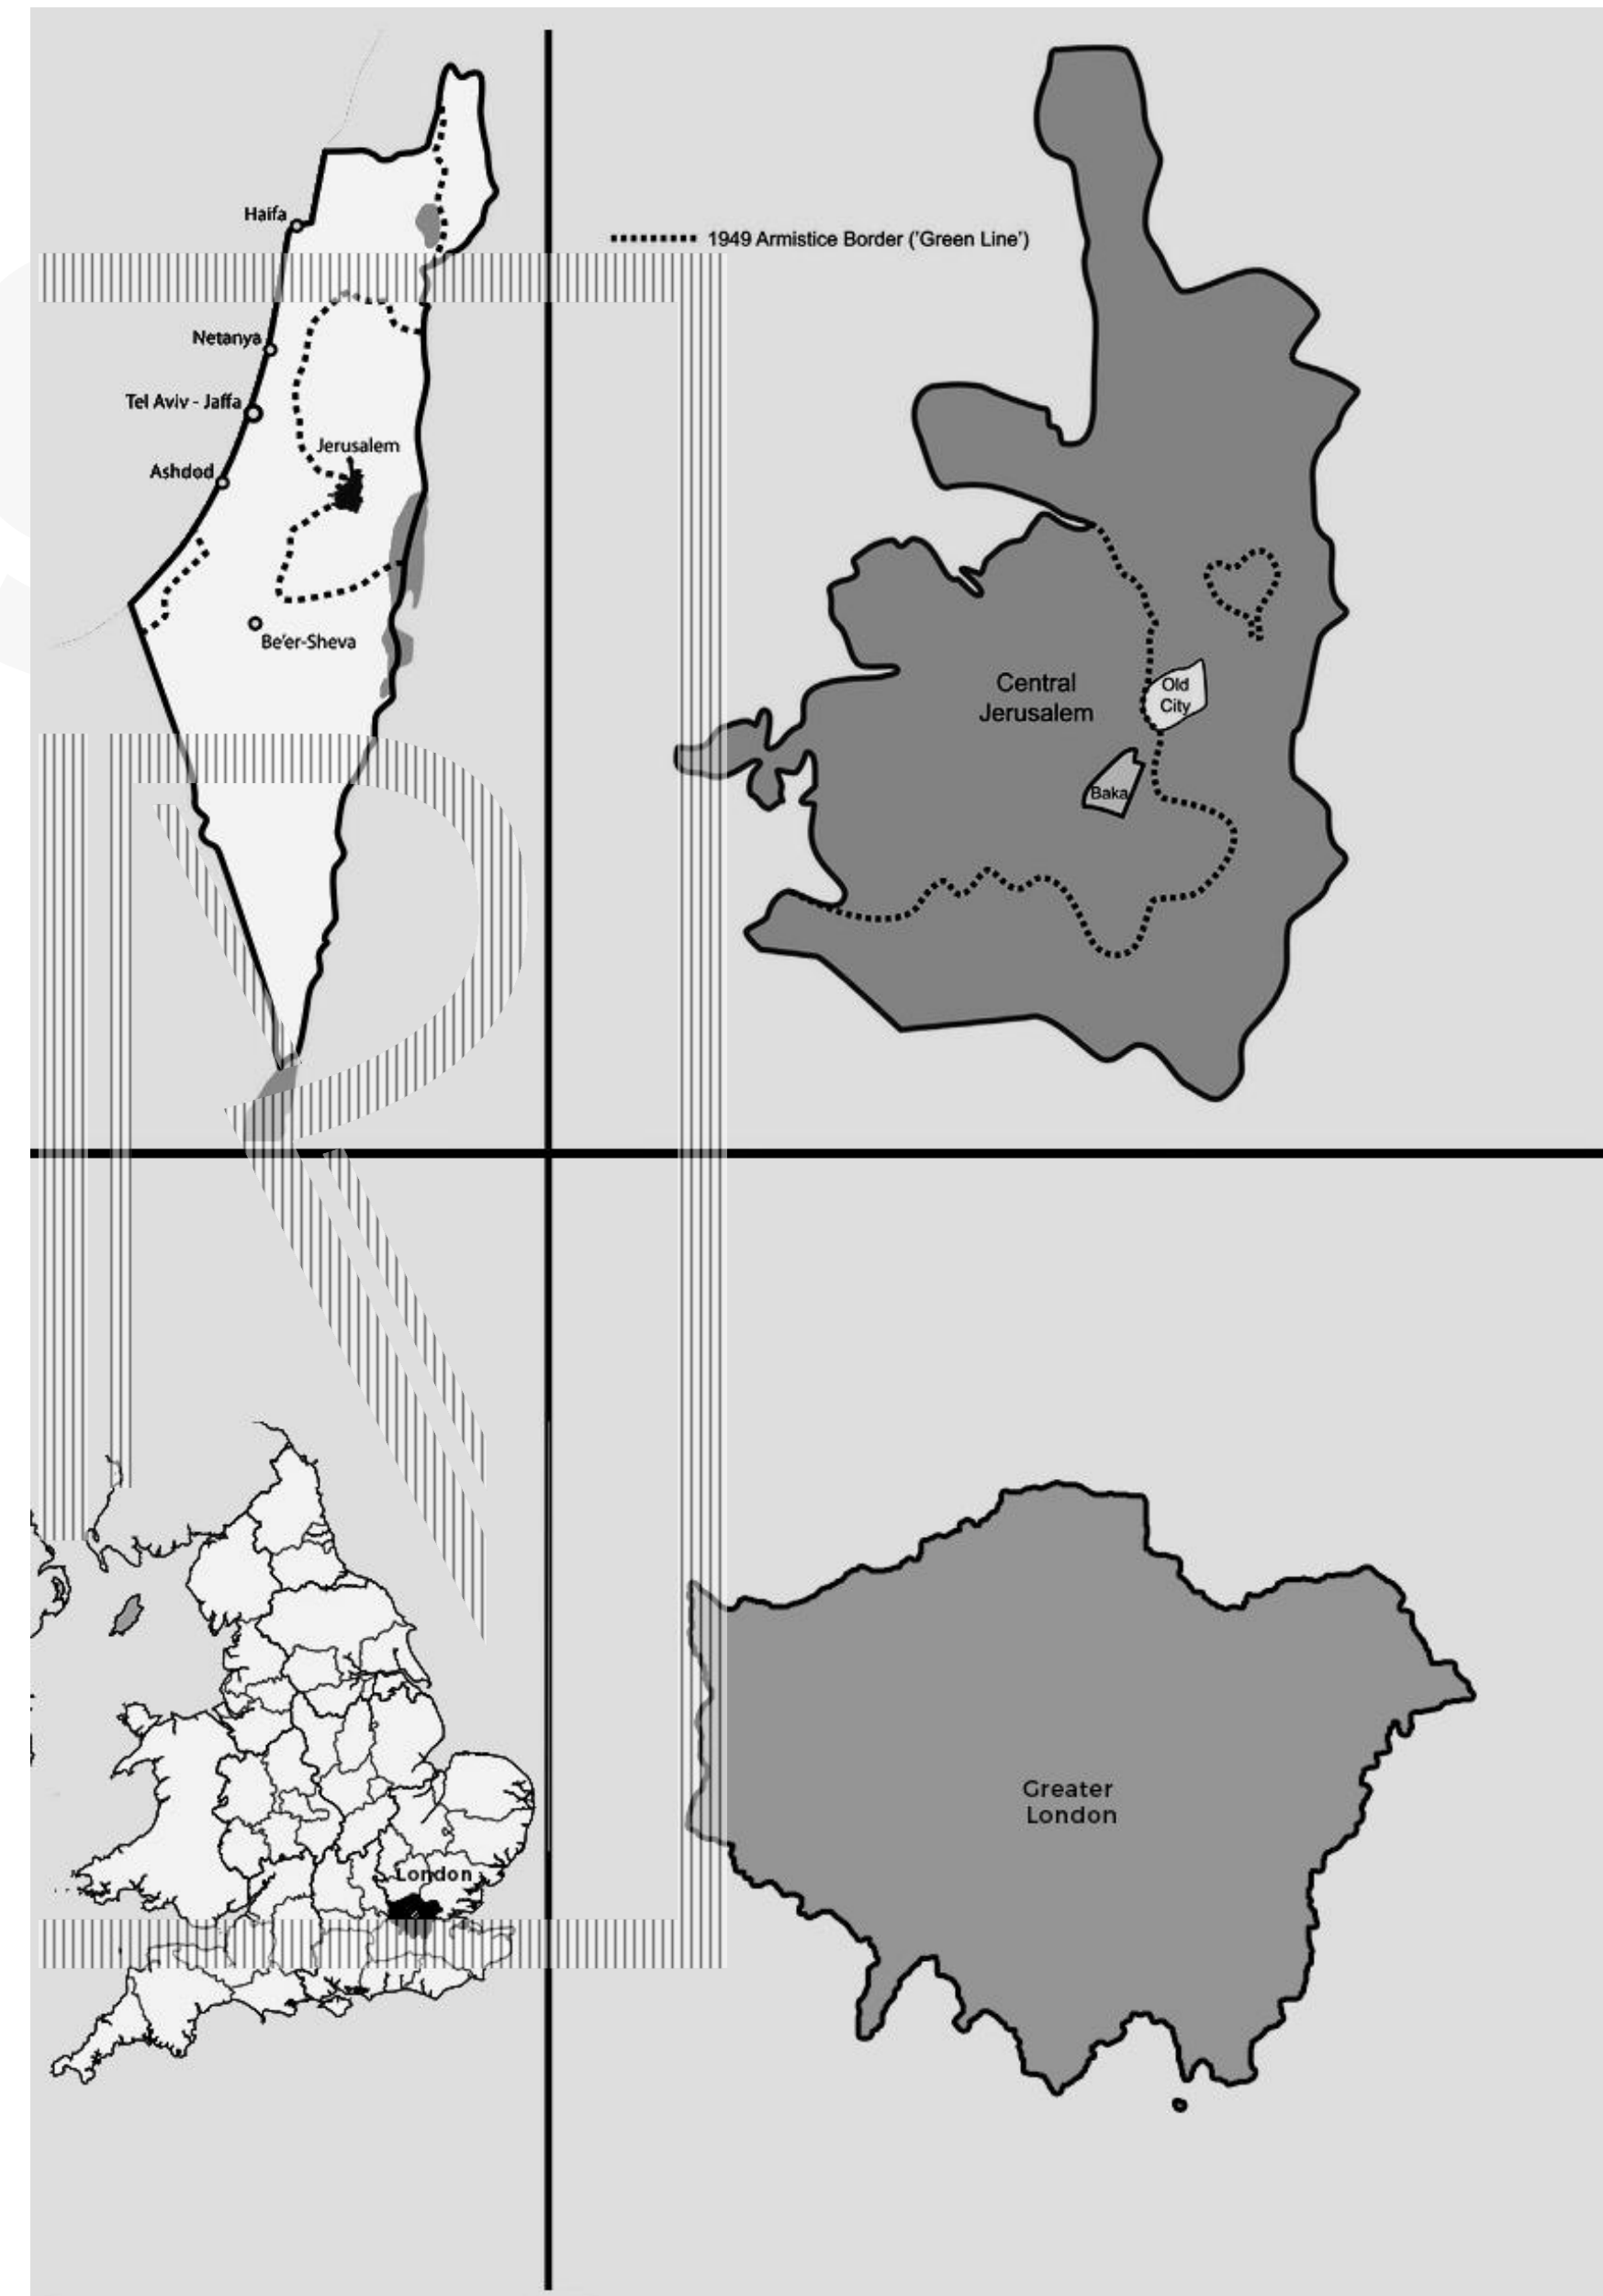 Haifa
1949 Armistice Border ('Green Line')
Netanya
Tel Aviv - Jaffa
Jerusalem
Ashdod
Be'er-Sheva
Central
Jerusalem
Old
City
Baka
Greater
London
London